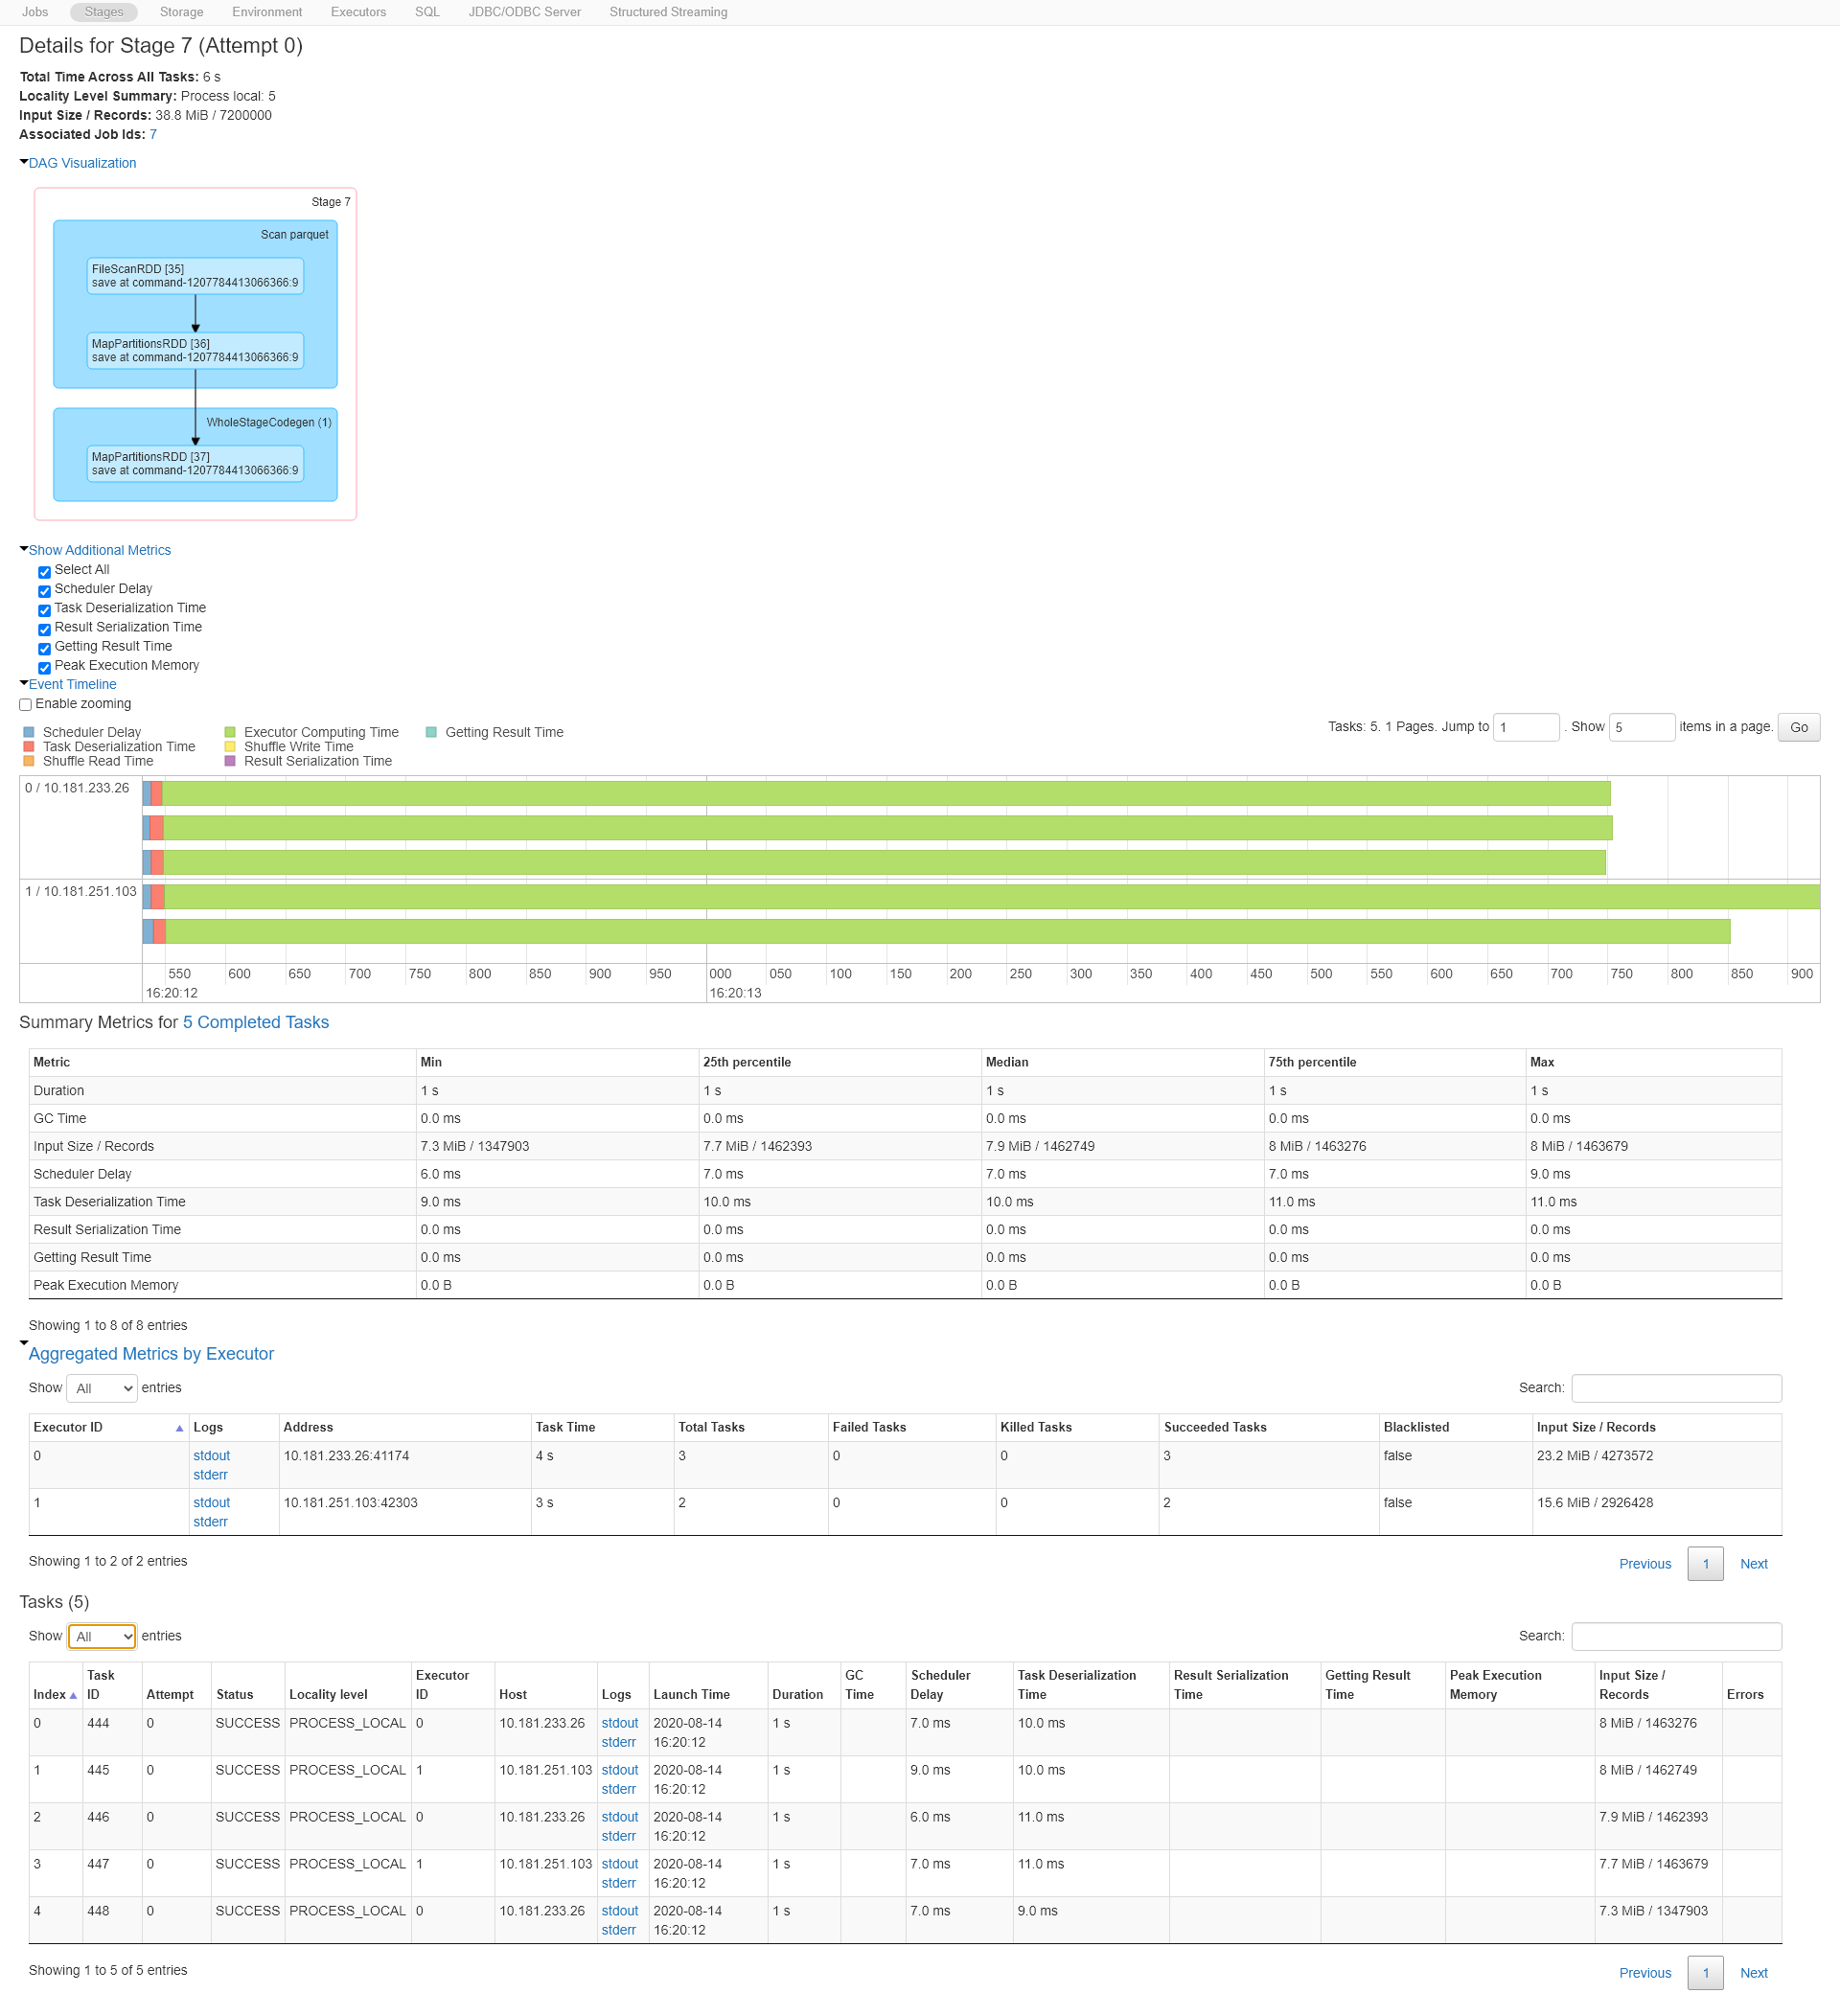 Jobs Stages Storage Environment Executors SQL JDBC/ODBC Server Structured Streaming
Details for Stage 7 (Attempt 0)
Total Time Across All Tasks: 6 s
Locality Level Summary: Process local: 5
Input Size / Records: 38.8 MiB / 7200000
Associated Job Ids: 7
DAG Visualization
Stage 7
Scan parquet
FileScanRDD [35]
save at command-1207784413066366:9
MapPartitionsRDD [36]
save at command-1207784413066366:9
WholeStageCodegen (1)
MapPartitionsRDD [37]
save at command-1207784413066366:9
Show Additional Metrics
Select All
Scheduler Delay
Task Deserialization Time
Result Serialization Time
Getting Result Time
Peak Execution Memory
Event Timeline
Enable zooming
Tasks: 5. 1 Pages. Jump to 1 . Show 5 items in a page. Go
Scheduler Delay Executor Computing Time Getting Result Time
Task Deserialization Time Shuffle Write Time
Shuffle Read Time Result Serialization Time
0 / 10.181.233.26
1 / 10.181.251.103
550 600 650 700 750 800 850 900 950 000 050 100 150 200 250 300 350 400 450 500 550 600 650 700 750 800 850 900
16:20:12 16:20:13
Summary Metrics for 5 Completed Tasks
Metric Min 25th percentile Median 75th percentile Max
Duration 1 s 1 s 1 s 1 s 1 s
GC Time 0.0 ms 0.0 ms 0.0 ms 0.0 ms 0.0 ms
Input Size / Records 7.3 MiB / 1347903 7.7 MiB / 1462393 7.9 MiB / 1462749 8 MiB / 1463276 8 MiB / 1463679
Scheduler Delay 6.0 ms 7.0 ms 7.0 ms 7.0 ms 9.0 ms
Task Deserialization Time 9.0 ms 10.0 ms 10.0 ms 11.0 ms 11.0 ms
Result Serialization Time 0.0 ms 0.0 ms 0.0 ms 0.0 ms 0.0 ms
Getting Result Time 0.0 ms 0.0 ms 0.0 ms 0.0 ms 0.0 ms
Peak Execution Memory 0.0 B 0.0 B 0.0 B 0.0 B 0.0 B
Showing 1 to 8 of 8 entries
Aggregated Metrics by Executor
Show All entries Search:
Executor ID Logs Address Task Time Total Tasks Failed Tasks Killed Tasks Succeeded Tasks Blacklisted Input Size / Records
0 stdout 10.181.233.26:41174 4 s 3 0 0 3 false 23.2 MiB / 4273572
stderr
1 stdout 10.181.251.103:42303 3 s 2 0 0 2 false 15.6 MiB / 2926428
stderr
Showing 1 to 2 of 2 entries Previous 1 Next
Tasks (5)
Show All entries Search:
Task Executor GC Scheduler Task Deserialization Result Serialization Getting Result Peak Execution Input Size /
Index ID Attempt Status Locality level ID Host Logs Launch Time Duration Time Delay Time Time Time Memory Records Errors
0 444 0 SUCCESS PROCESS_LOCAL 0 10.181.233.26 stdout 2020-08-14 1 s 7.0 ms 10.0 ms 8 MiB / 1463276
stderr 16:20:12
1 445 0 SUCCESS PROCESS_LOCAL 1 10.181.251.103 stdout 2020-08-14 1 s 9.0 ms 10.0 ms 8 MiB / 1462749
stderr 16:20:12
2 446 0 SUCCESS PROCESS_LOCAL 0 10.181.233.26 stdout 2020-08-14 1 s 6.0 ms 11.0 ms 7.9 MiB / 1462393
stderr 16:20:12
3 447 0 SUCCESS PROCESS_LOCAL 1 10.181.251.103 stdout 2020-08-14 1 s 7.0 ms 11.0 ms 7.7 MiB / 1463679
stderr 16:20:12
4 448 0 SUCCESS PROCESS_LOCAL 0 10.181.233.26 stdout 2020-08-14 1 s 7.0 ms 9.0 ms 7.3 MiB / 1347903
stderr 16:20:12
Showing 1 to 5 of 5 entries Previous 1 Next